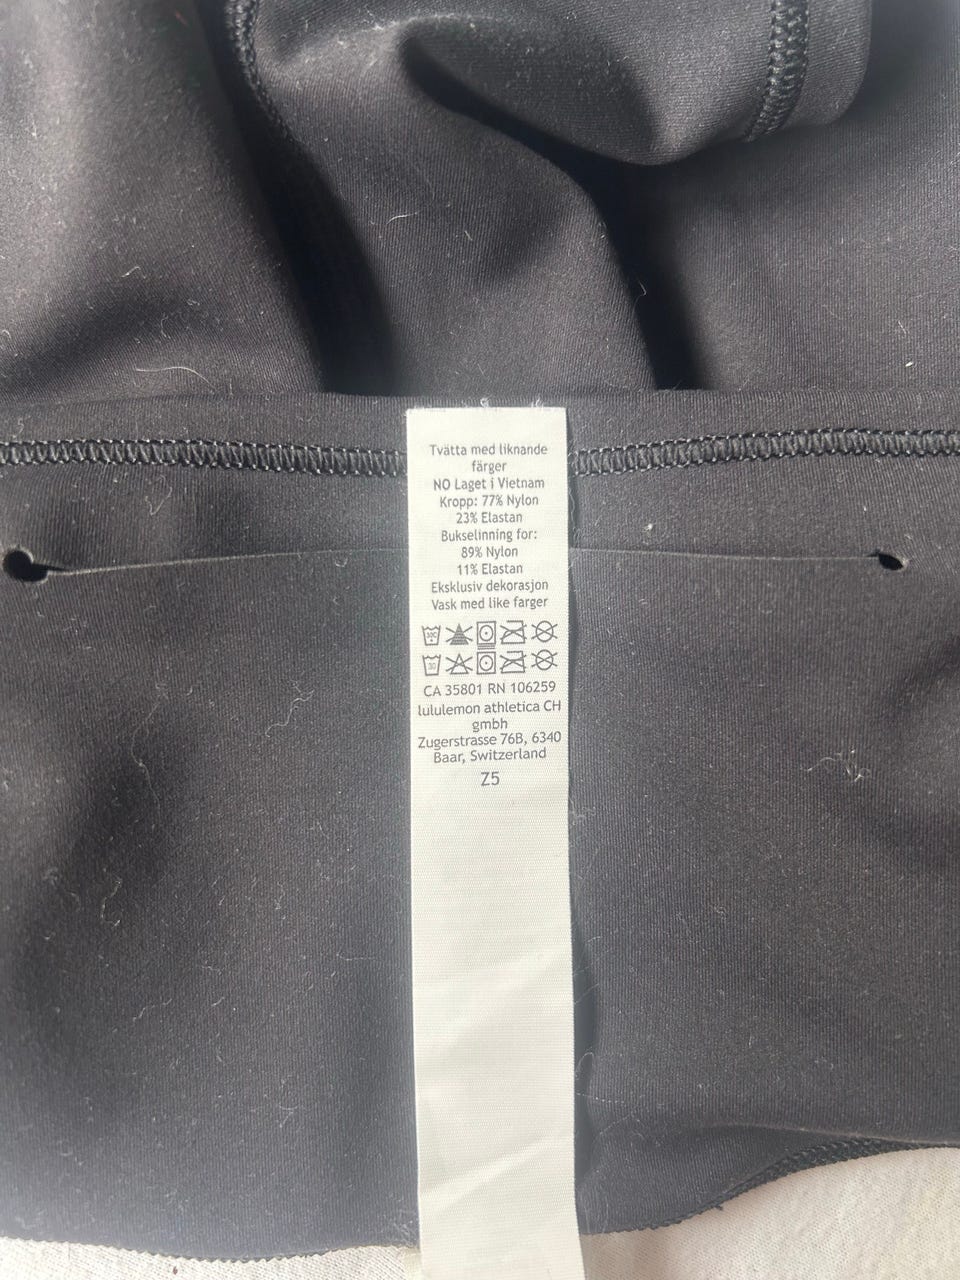 Tvätta med liknande
färger
NO Laget i Vietnam
Kropp: 77% Nylon
23% Elastan
Bukselinning for:
89% Nylon
11% Elastan
Eksklusiv dekorasjon
Vask med like farger
30C
30
CA 35801 RN 106259
lululemon athletica CH
gmbh
Zugerstrasse 76B, 6340
Baar, Switzerland
Z5